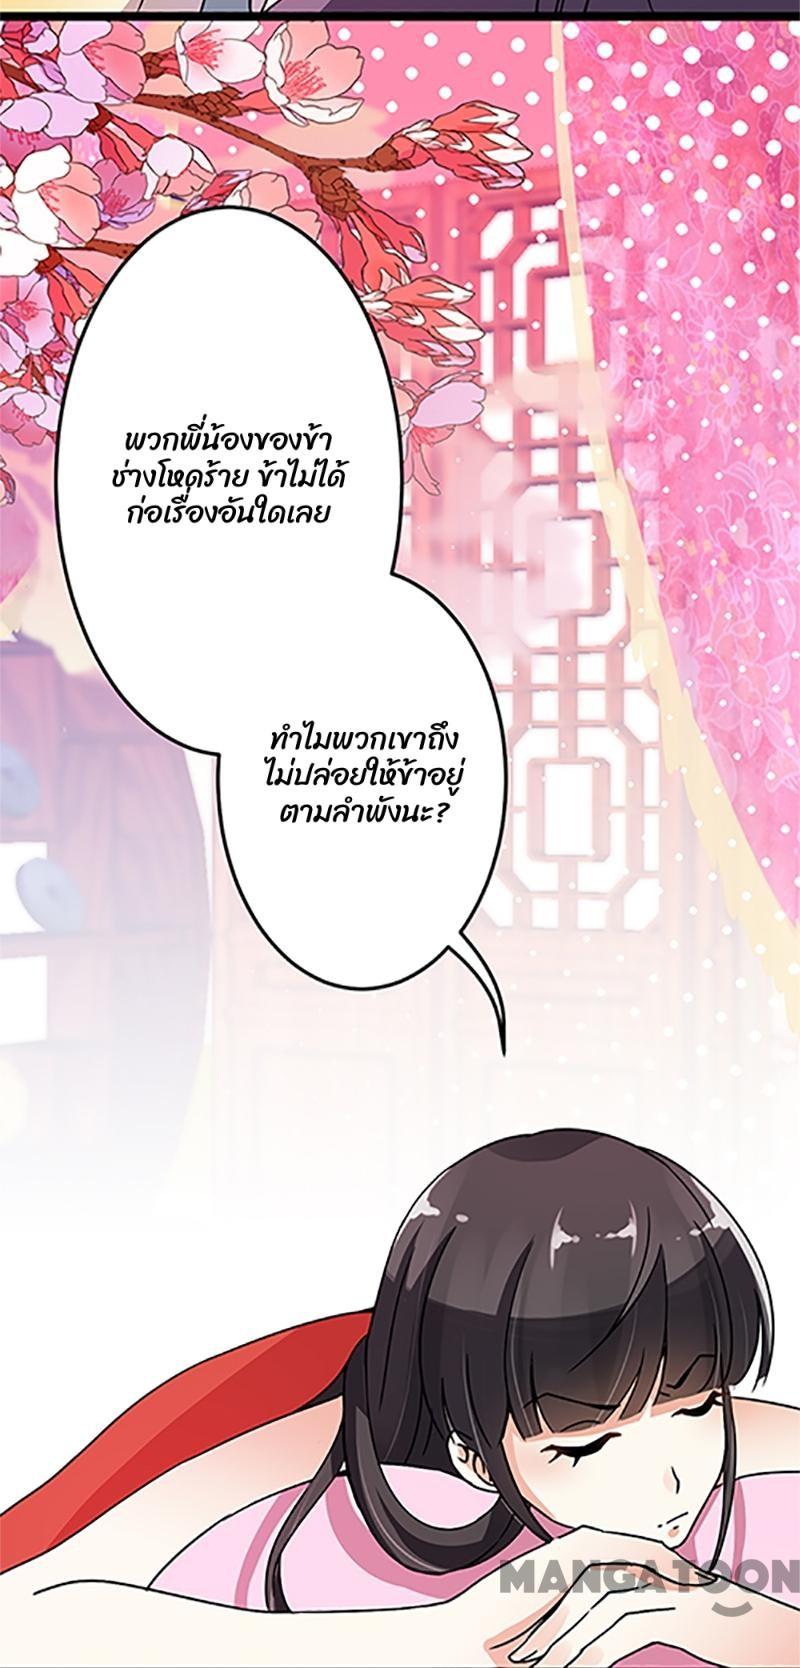 พวกพี่น้องของข้า
ช่างโหดร้าย ข้าไม่ได้
ก่อเรื่องอันใดเลย
ทำไมพวกเขาถึง
ไม่ปล่อยให้ข้าอยู่
ตามลำพังนะ?
MANGATOON